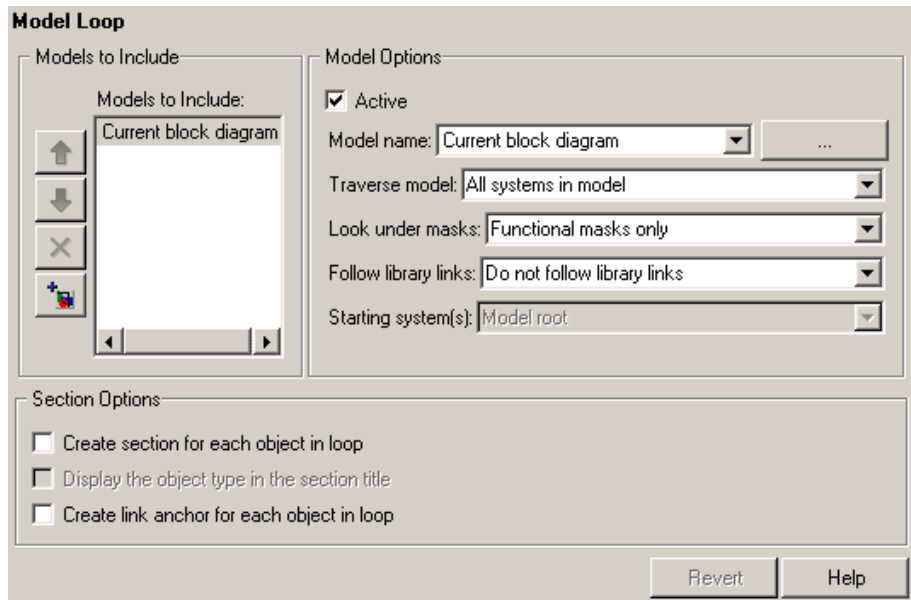 Model Loop
Models to Include
Models to Include:
Current block diagram
Model Options
Active
Model name: Current block diagram ...
Traverse model: All systems in model
Look under masks: Functional masks only
Follow library links: Do not follow library links
Starting system(s): Model root
Section Options
Create section for each object in loop
Display the object type in the section title
Create link anchor for each object in loop
Revert Help